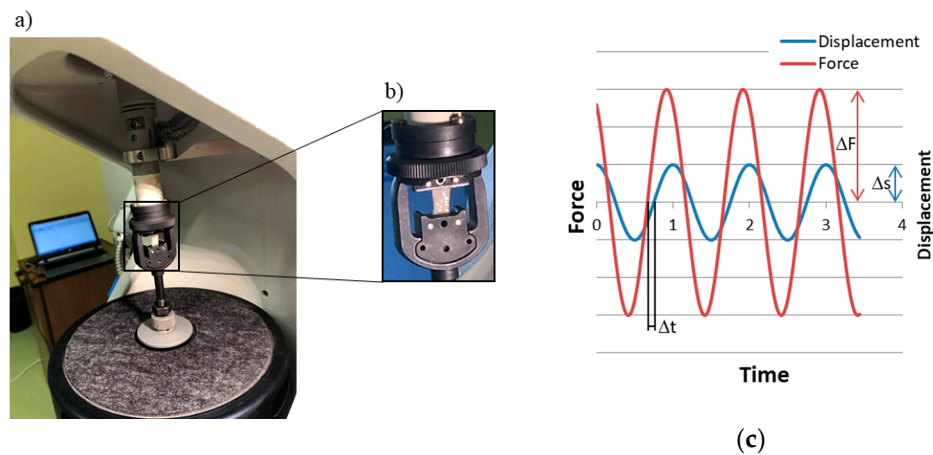 a)
b)
Displacement
Force
ΔF
Δs
Force
Displacement
0 1 2 3 4
Δt
Time
(c)